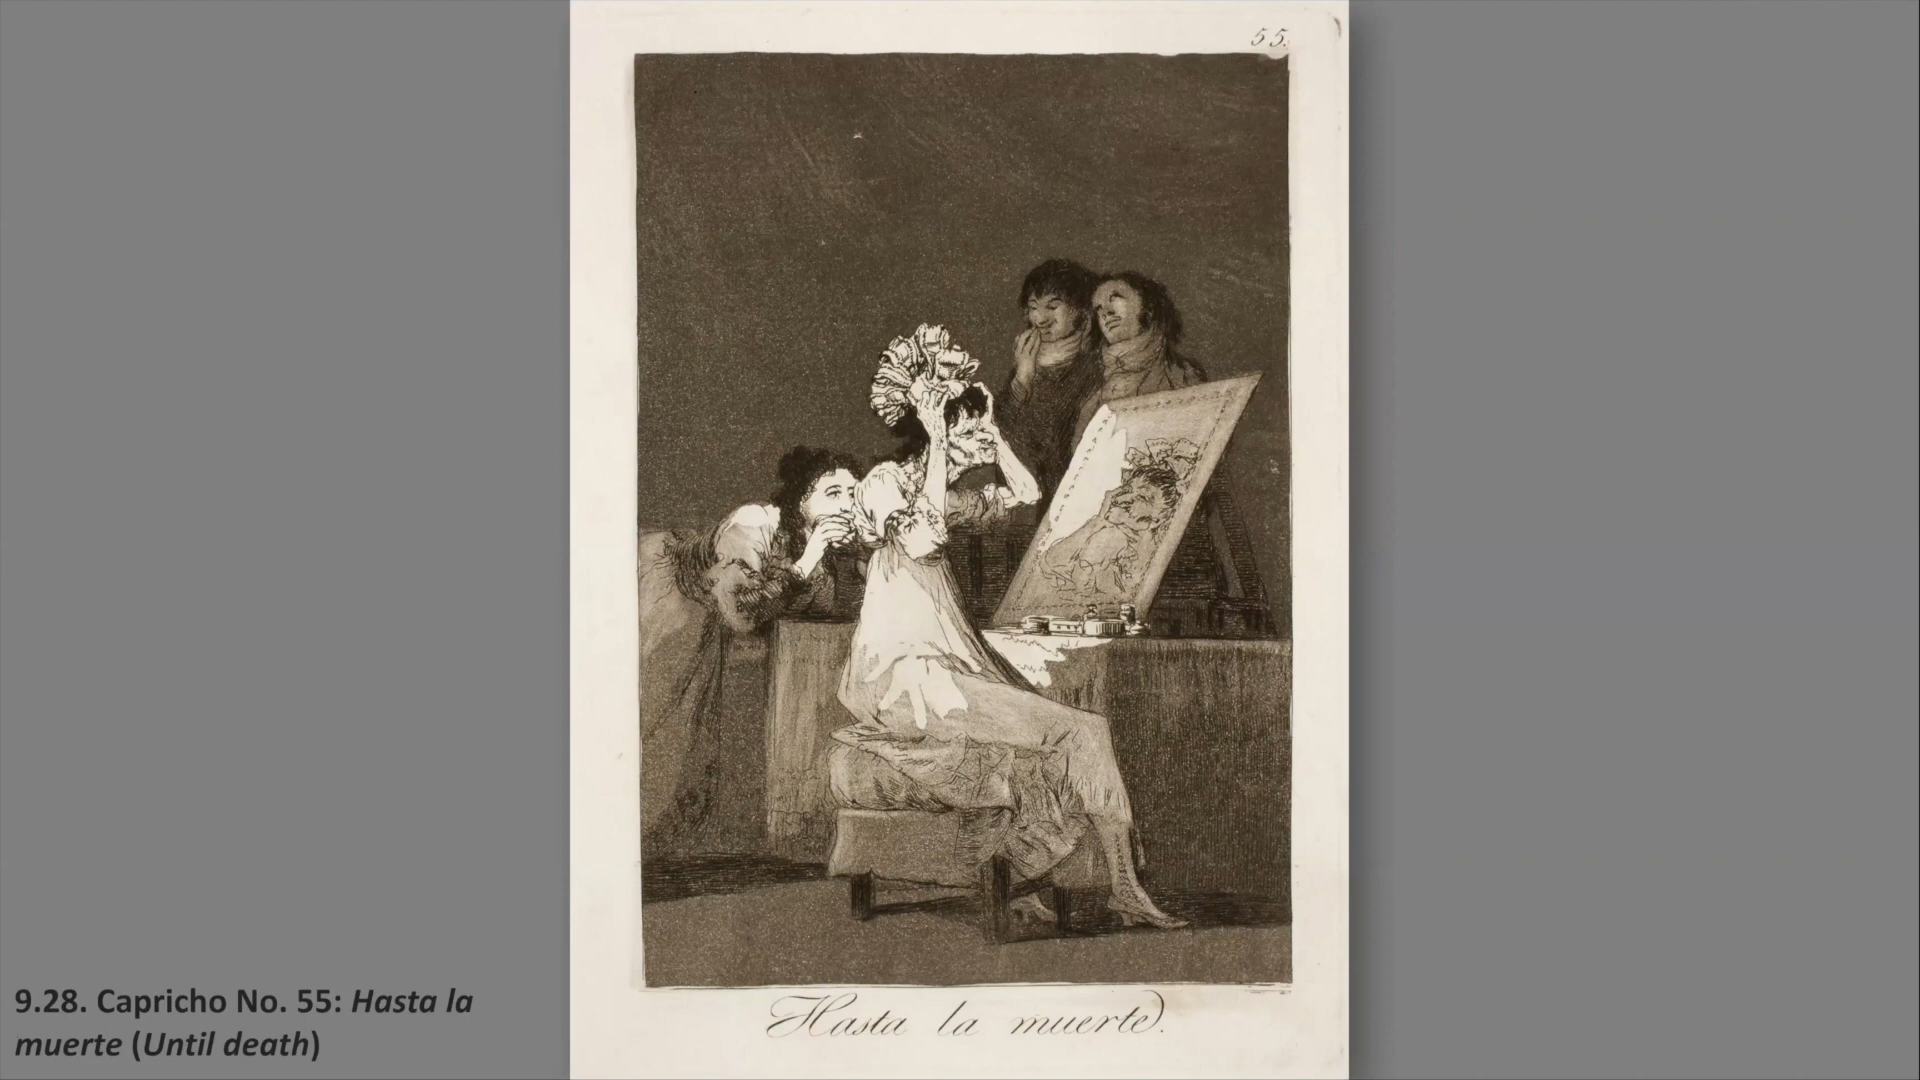 55.
Hasta la muerte.
9.28. Capricho No. 55: Hasta la
muerte (Until death)